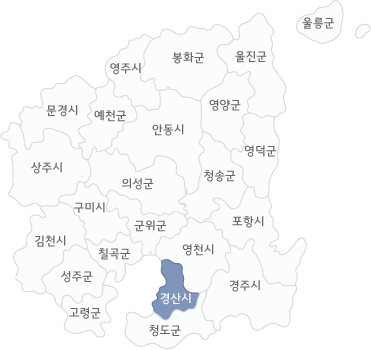 울릉군
봉화군
울진군
영주시
영양군
문경시
예천군
안동시
영덕군
상주시
청송군
의성군
구미시
포항시
군위군
김천시
영천시
칠곡군
성주군
경주시
경산시
고령군
청도군